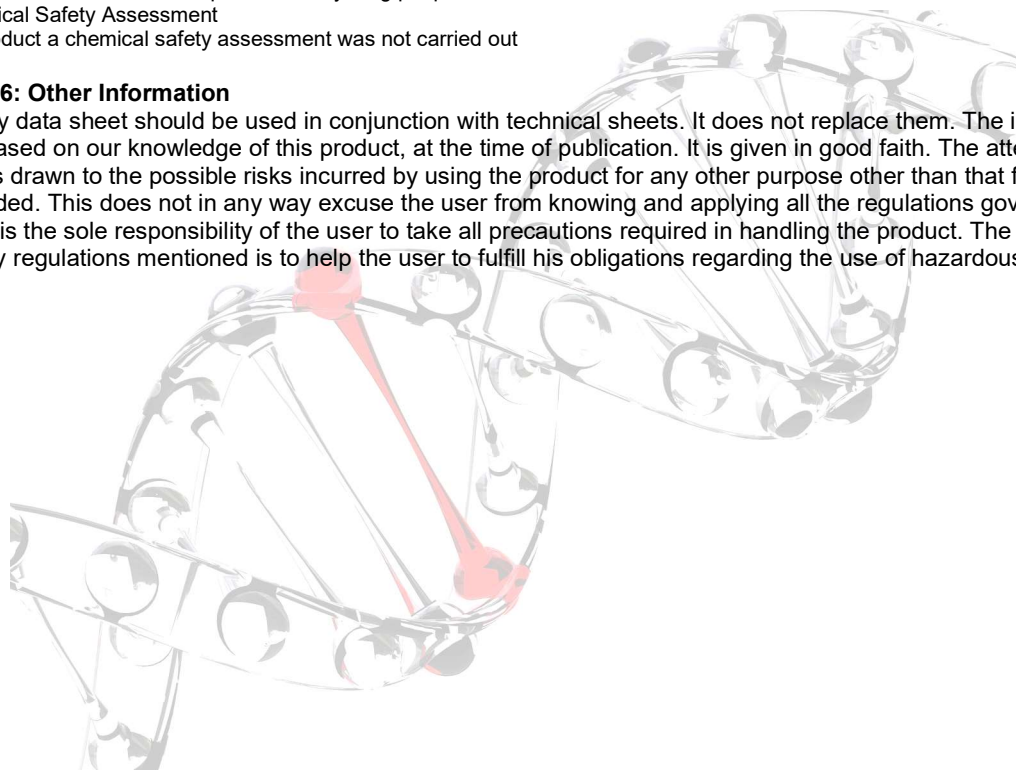 ical Safety Assessment
duct a chemical safety assessment was not carried out
6: Other Information
y data sheet should be used in conjunction with technical sheets. It does not replace them. The i
ased on our knowledge of this product, at the time of publication. It is given in good faith. The atte
s drawn to the possible risks incurred by using the product for any other purpose other than that f
ded. This does not in any way excuse the user from knowing and applying all the regulations gov
is the sole responsibility of the user to take all precautions required in handling the product. The
y regulations mentioned is to help the user to fulfill his obligations regarding the use of hazardous